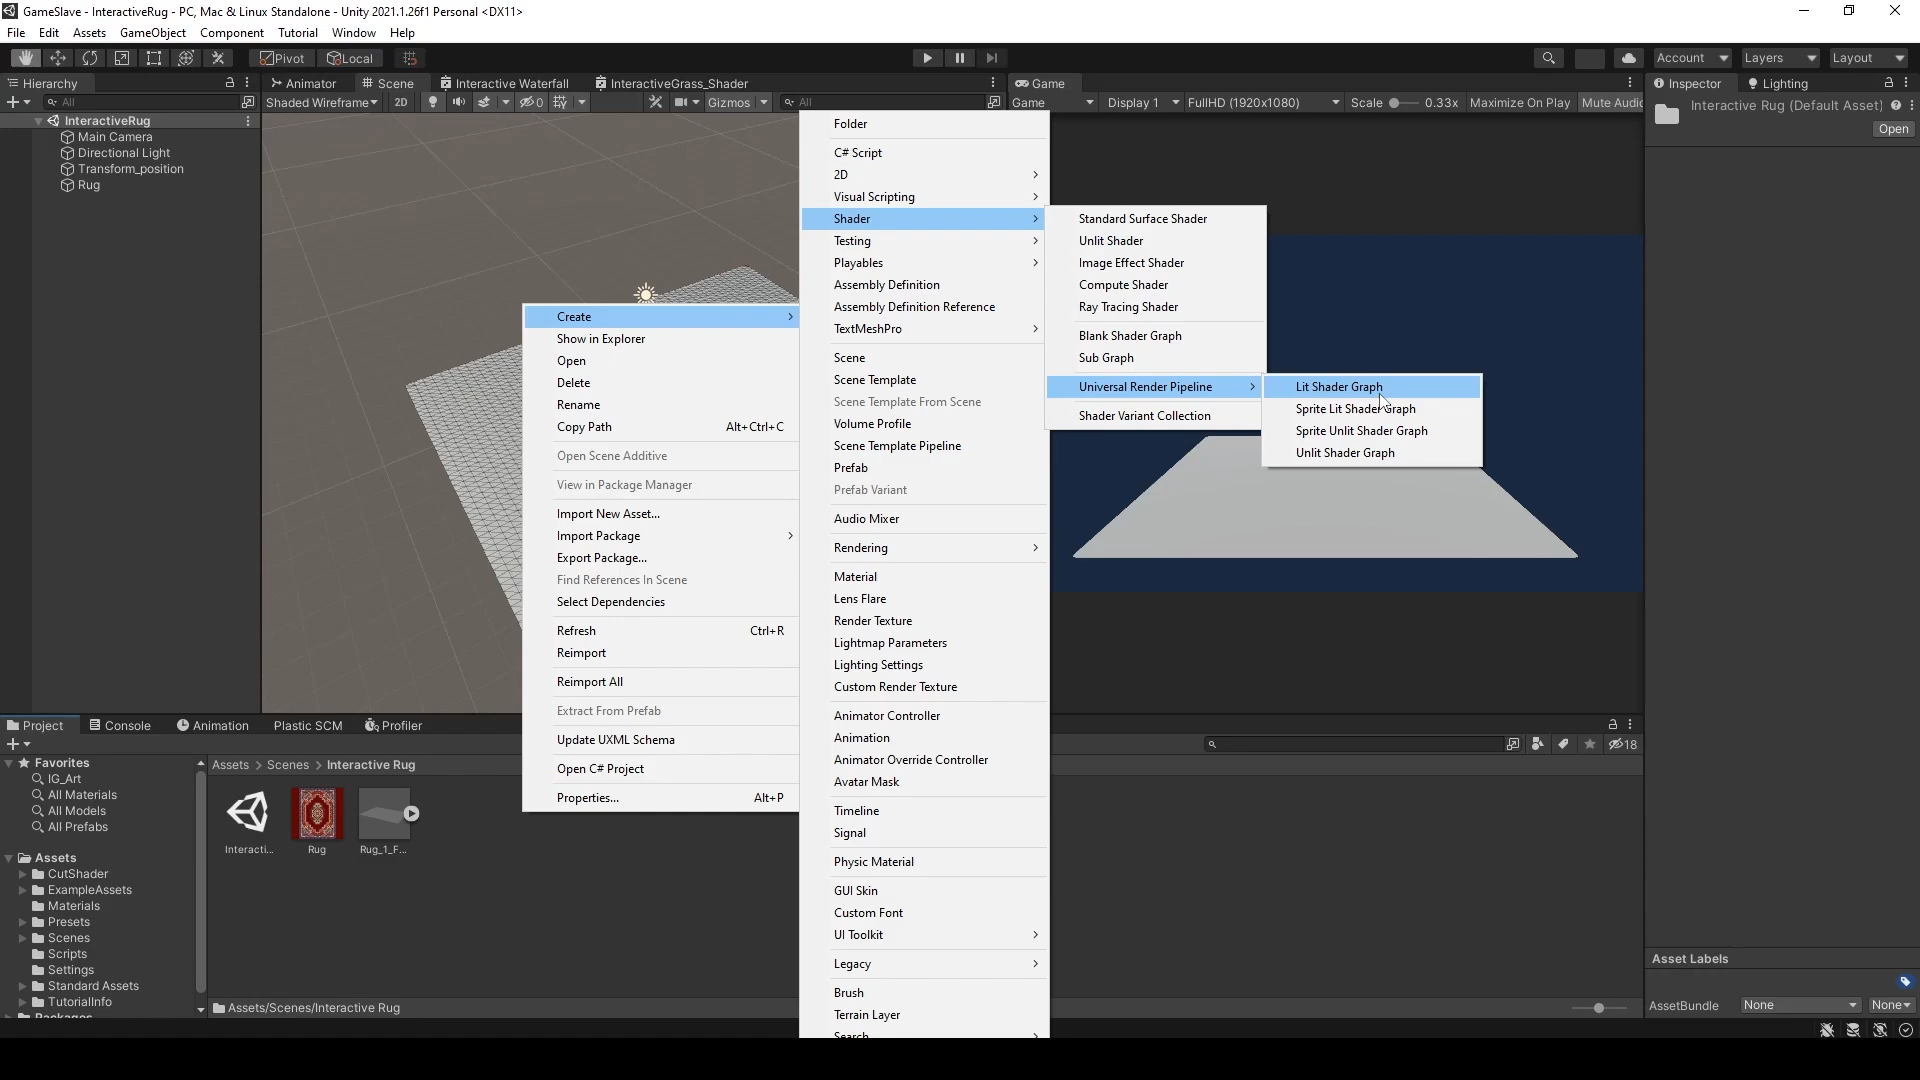 GameSlave - InteractiveRug - PC, Mac & Linux Standalone - Unity 2021.1.26f1 Personal <DX11>
File Edit Assets GameObject Component Tutorial Window Help
Pivot Local Account Layers Layout
Hierarchy
All
InteractiveRug
Main Camera
Directional Light
Transform_position
Rug
Animator Scene Interactive Waterfall InteractiveGrass_Shader
Shaded Wireframe 2D 0 Gizmos All
Game
Game Display 1 FullHD (1920x1080) Scale 0.33x Maximize On Play Mute Audio
Inspector Lighting
Interactive Rug (Default Asset)
Open
Create
Show in Explorer
Open
Delete
Rename
Copy Path Alt+Ctrl+C
Open Scene Additive
View in Package Manager
Import New Asset...
Import Package
Export Package...
Find References In Scene
Select Dependencies
Refresh Ctrl+R
Reimport
Reimport All
Extract From Prefab
Update UXML Schema
Open C# Project
Properties... Alt+P
Folder
C# Script
2D
Visual Scripting
Shader
Testing
Playables
Assembly Definition
Assembly Definition Reference
TextMeshPro
Scene
Scene Template
Scene Template From Scene
Volume Profile
Scene Template Pipeline
Prefab
Prefab Variant
Audio Mixer
Rendering
Material
Lens Flare
Render Texture
Lightmap Parameters
Lighting Settings
Custom Render Texture
Animator Controller
Animation
Animator Override Controller
Avatar Mask
Timeline
Signal
Physic Material
GUI Skin
Custom Font
UI Toolkit
Legacy
Brush
Terrain Layer
Search
Standard Surface Shader
Unlit Shader
Image Effect Shader
Compute Shader
Ray Tracing Shader
Blank Shader Graph
Sub Graph
Universal Render Pipeline
Shader Variant Collection
Lit Shader Graph
Sprite Lit Shader Graph
Sprite Unlit Shader Graph
Unlit Shader Graph
Project Console Animation Plastic SCM Profiler
18
Favorites
IG_Art
All Materials
All Models
All Prefabs
Assets
CutShader
ExampleAssets
Materials
Presets
Scenes
Scripts
Settings
Standard Assets
TutorialInfo
Packages
Assets > Scenes > Interactive Rug
Interacti... Rug Rug_1_F...
Assets/Scenes/Interactive Rug
Asset Labels
AssetBundle None None